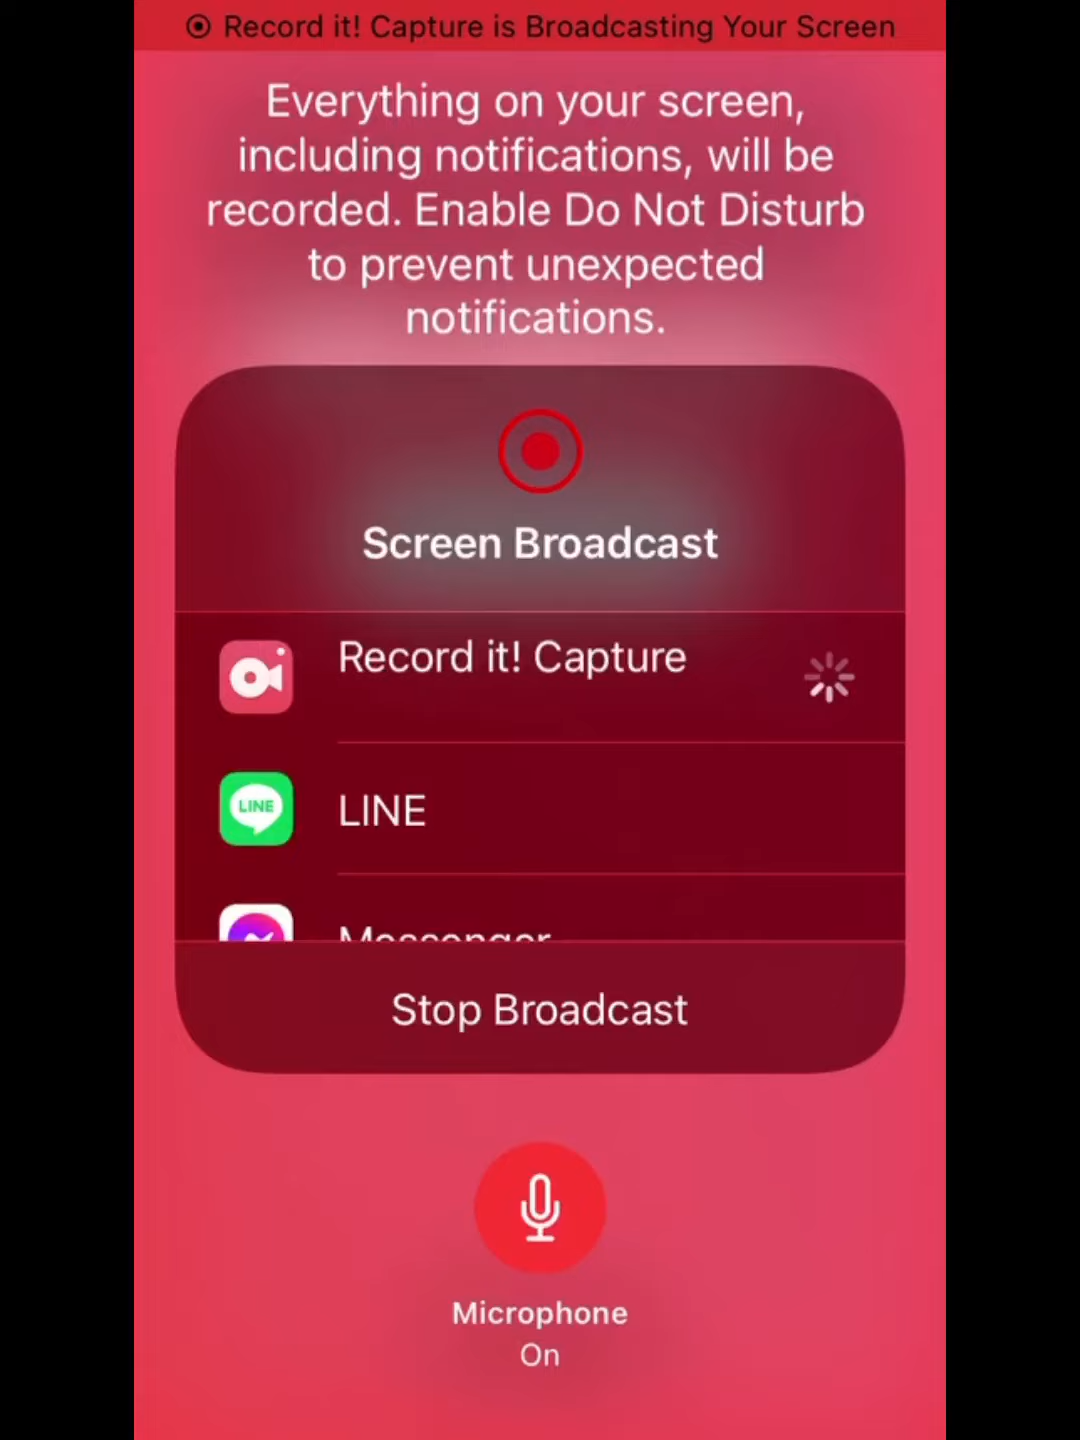 Record it! Capture is Broadcasting Your Screen
Everything on your screen,
including notifications, will be
recorded. Enable Do Not Disturb
to prevent unexpected
notifications.
Screen Broadcast
Record it! Capture
LINE
LINE
Messenger
Stop Broadcast
Microphone
On